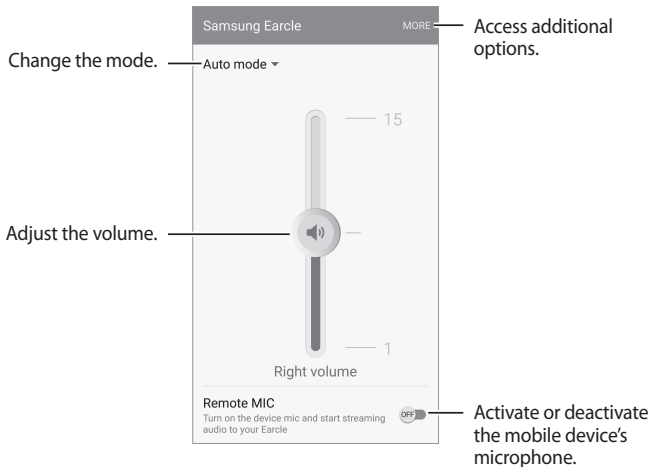 Samsung Earcle MORE
Access additional
options.
Change the mode.
Auto mode
15
Adjust the volume.
1
Right volume
Remote MIC
Turn on the device mic and start streaming
audio to your Earcle
OFF
Activate or deactivate
the mobile device's
microphone.